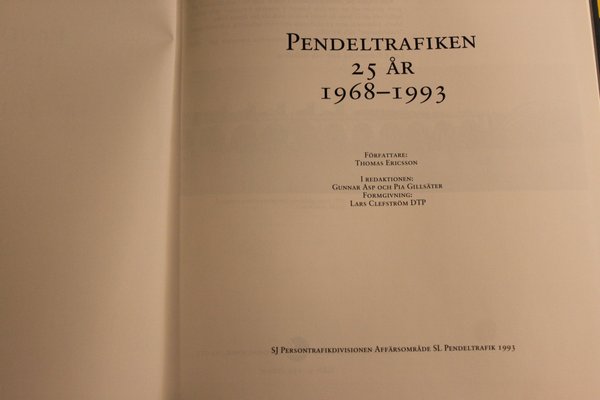 PENDELTRAFIKEN
25 ÅR
1968–1993
FÖRFATTARE:
THOMAS ERICSSON
I REDAKTIONEN:
GUNNAR ASP OCH PIA GILLSÄTER
FORMGIVNING:
LARS CLEFSTRÖM DTP
SJ PERSONTRAFIKDIVISIONEN AFFÄRSOMRÅDE SL PENDELTRAFIK 1993